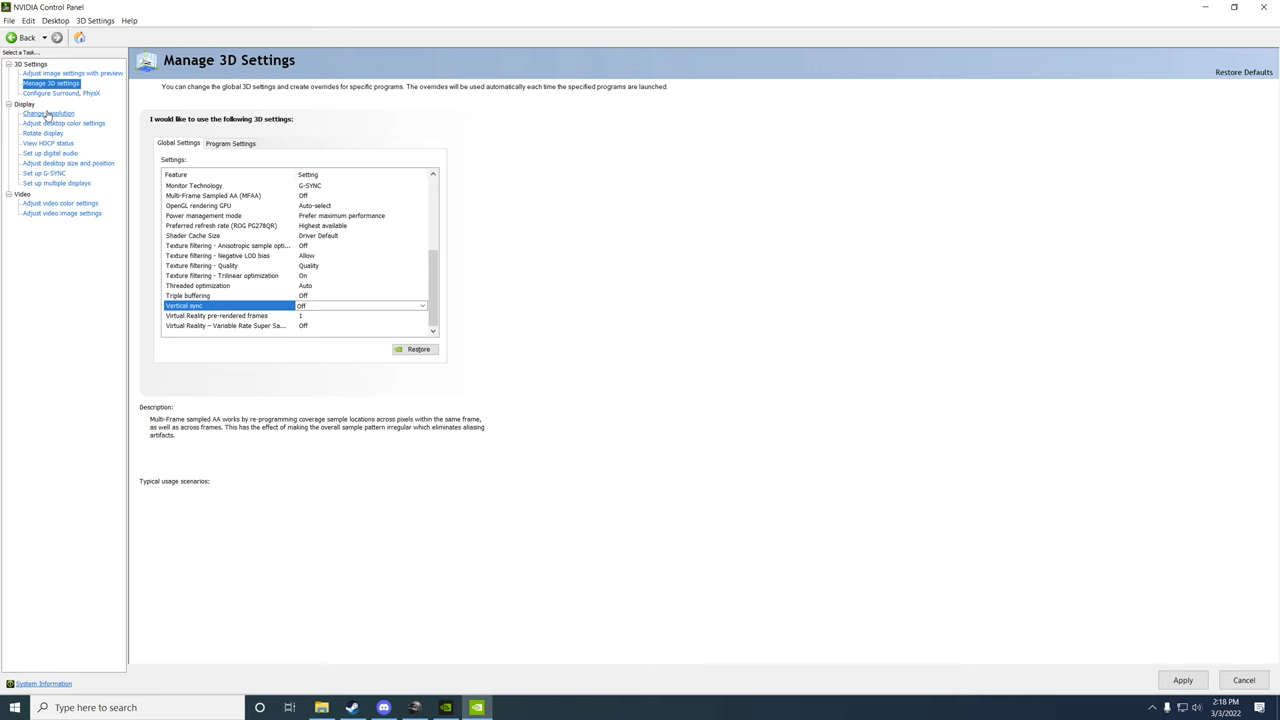 NVIDIA Control Panel
File Edit Desktop 3D Settings Help
Back
Select a Task...
3D Settings
Adjust image settings with preview
Manage 3D settings
Configure Surround, PhysX
Display
Adjust desktop color settings
Rotate display
View HDCP status
Set up digital audio
Adjust desktop size and position
Set up G-SYNC
Set up multiple displays
Video
Adjust video color settings
Adjust video image settings
System Information
Manage 3D Settings
Restore Defaults
You can change the global 3D settings and create overrides for specific programs. The overrides will be used automatically each time the specified programs are launched.
I would like to use the following 3D settings:
Global Settings Program Settings
Settings:
Feature Setting
Monitor Technology G-SYNC
Multi-Frame Sampled AA (MFAA) Off
OpenGL rendering GPU Auto-select
Power management mode Prefer maximum performance
Preferred refresh rate (ROG PG278QR) Highest available
Shader Cache Size Driver Default
Texture filtering - Anisotropic sample opti... Off
Texture filtering - Negative LOD bias Allow
Texture filtering - Quality Quality
Texture filtering - Trilinear optimization On
Threaded optimization Auto
Triple buffering Off
Vertical sync Off
Virtual Reality pre-rendered frames 1
Virtual Reality – Variable Rate Super Sa... Off
Restore
Description:
Multi-Frame sampled AA works by re-programming coverage sample locations across pixels within the same frame,
as well as across frames. This has the effect of making the overall sample pattern irregular which eliminates aliasing
artifacts.
Typical usage scenarios:
Apply Cancel
Type here to search
2:18 PM
3/3/2022